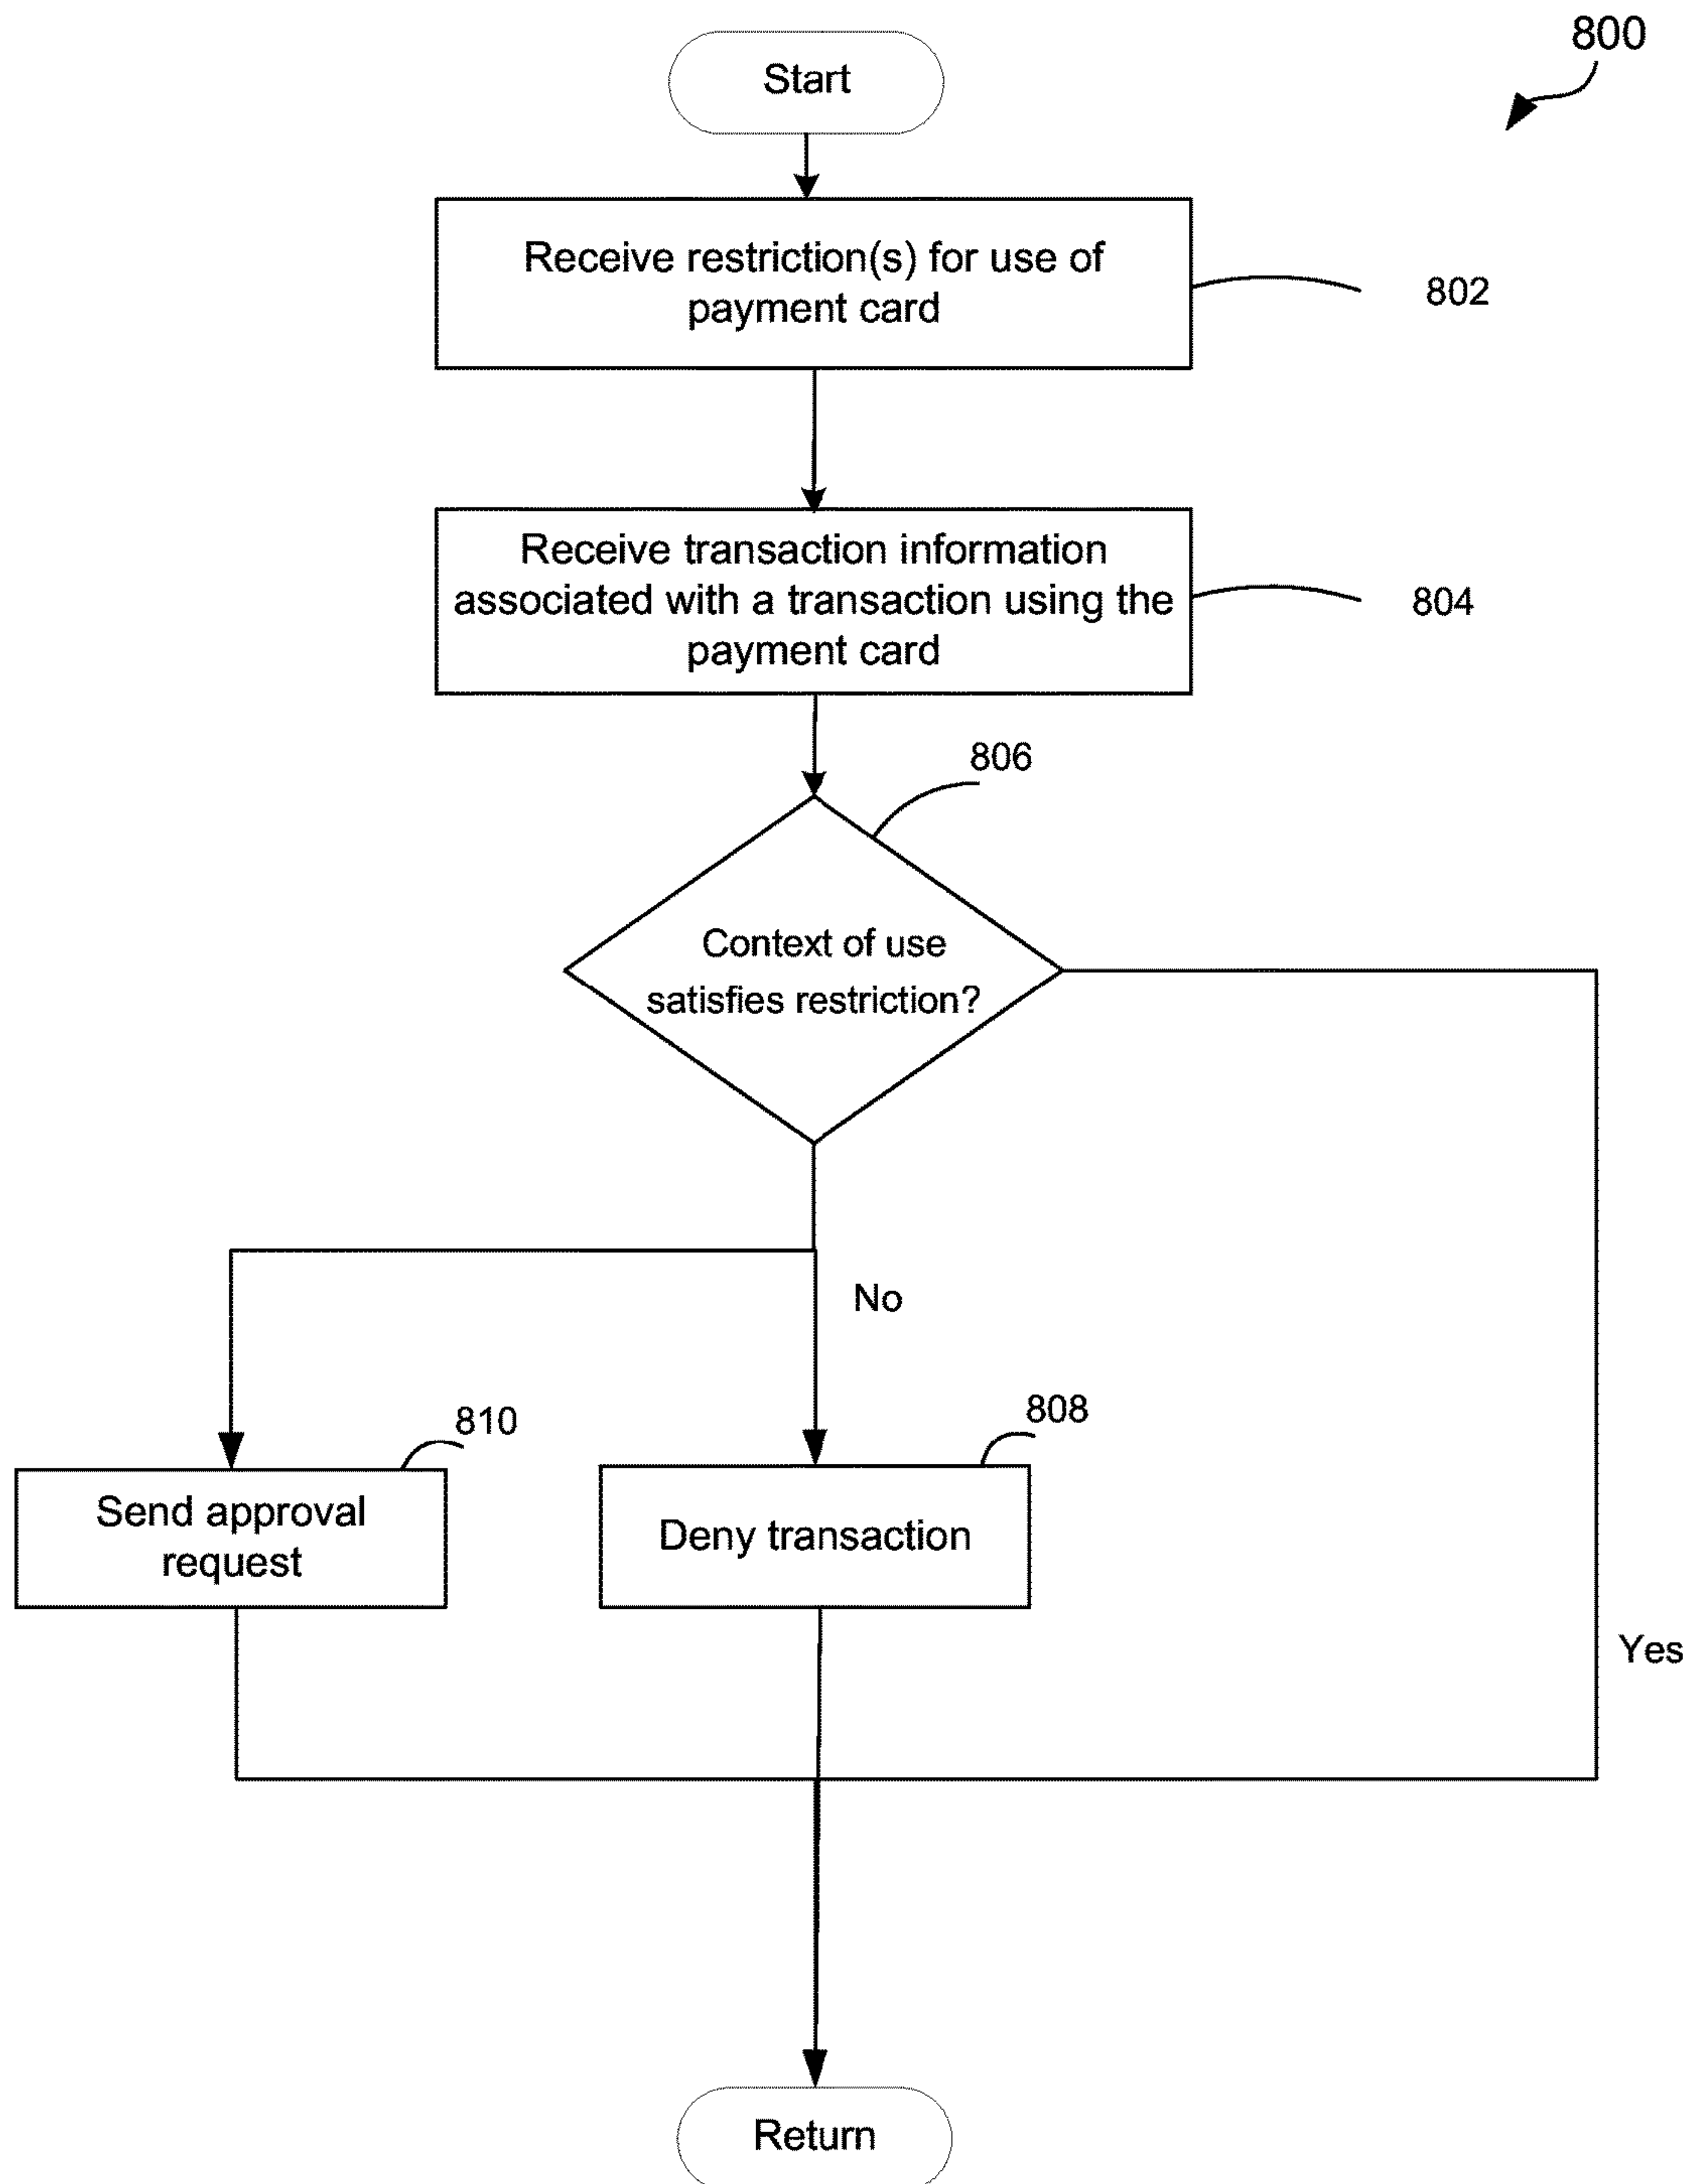 800
Start
Receive restriction(s) for use of
payment card
802
Receive transaction information
associated with a transaction using the
payment card
804
806
Context of use
satisfies restriction?
No
810
808
Send approval
request
Deny transaction
Yes
Return